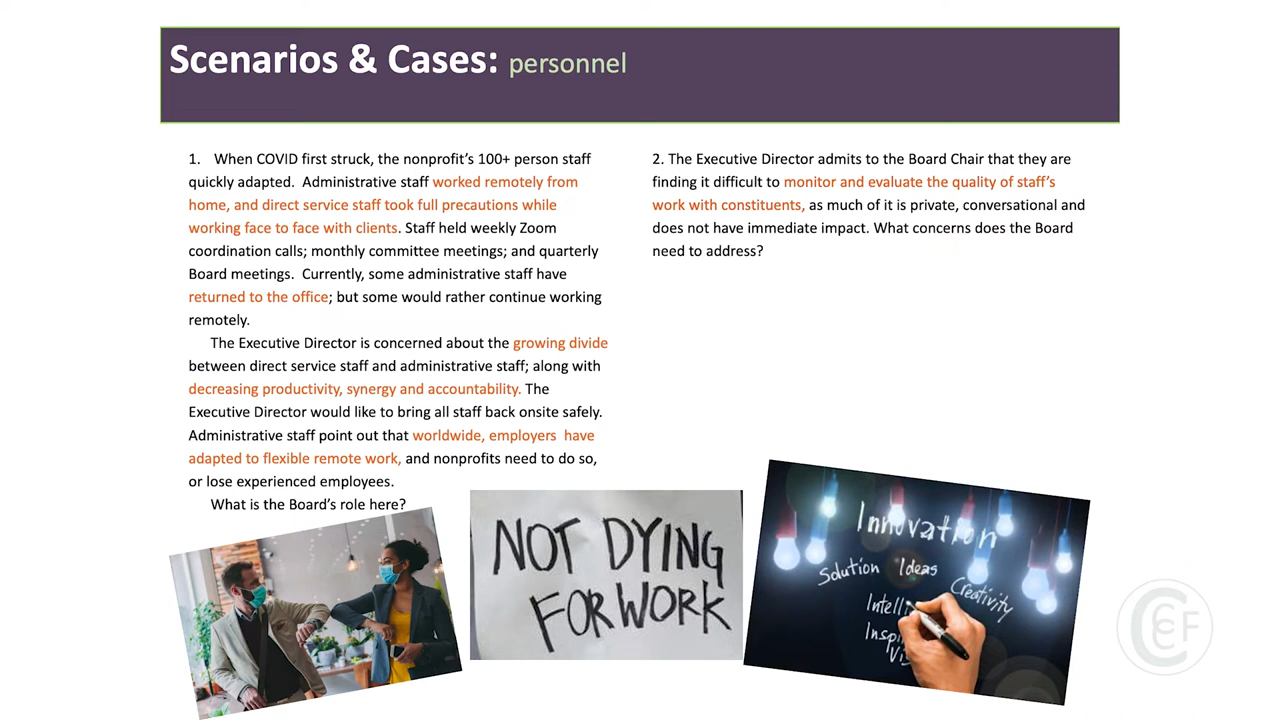 Scenarios & Cases: personnel
1. When COVID first struck, the nonprofit's 100+ person staff
quickly adapted. Administrative staff worked remotely from
home, and direct service staff took full precautions while
working face to face with clients. Staff held weekly Zoom
coordination calls; monthly committee meetings; and quarterly
Board meetings. Currently, some administrative staff have
returned to the office; but some would rather continue working
remotely.
The Executive Director is concerned about the growing divide
between direct service staff and administrative staff; along with
decreasing productivity, synergy and accountability. The
Executive Director would like to bring all staff back onsite safely.
Administrative staff point out that worldwide, employers have
adapted to flexible remote work, and nonprofits need to do so,
or lose experienced employees.
What is the Board's role here?
2. The Executive Director admits to the Board Chair that they are
finding it difficult to monitor and evaluate the quality of staff's
work with constituents, as much of it is private, conversational and
does not have immediate impact. What concerns does the Board
need to address?
NOT DYING
FOR WORK
Innovation
Solution Ideas
Creativity
Intelli
Inspi
Vi
CCCF